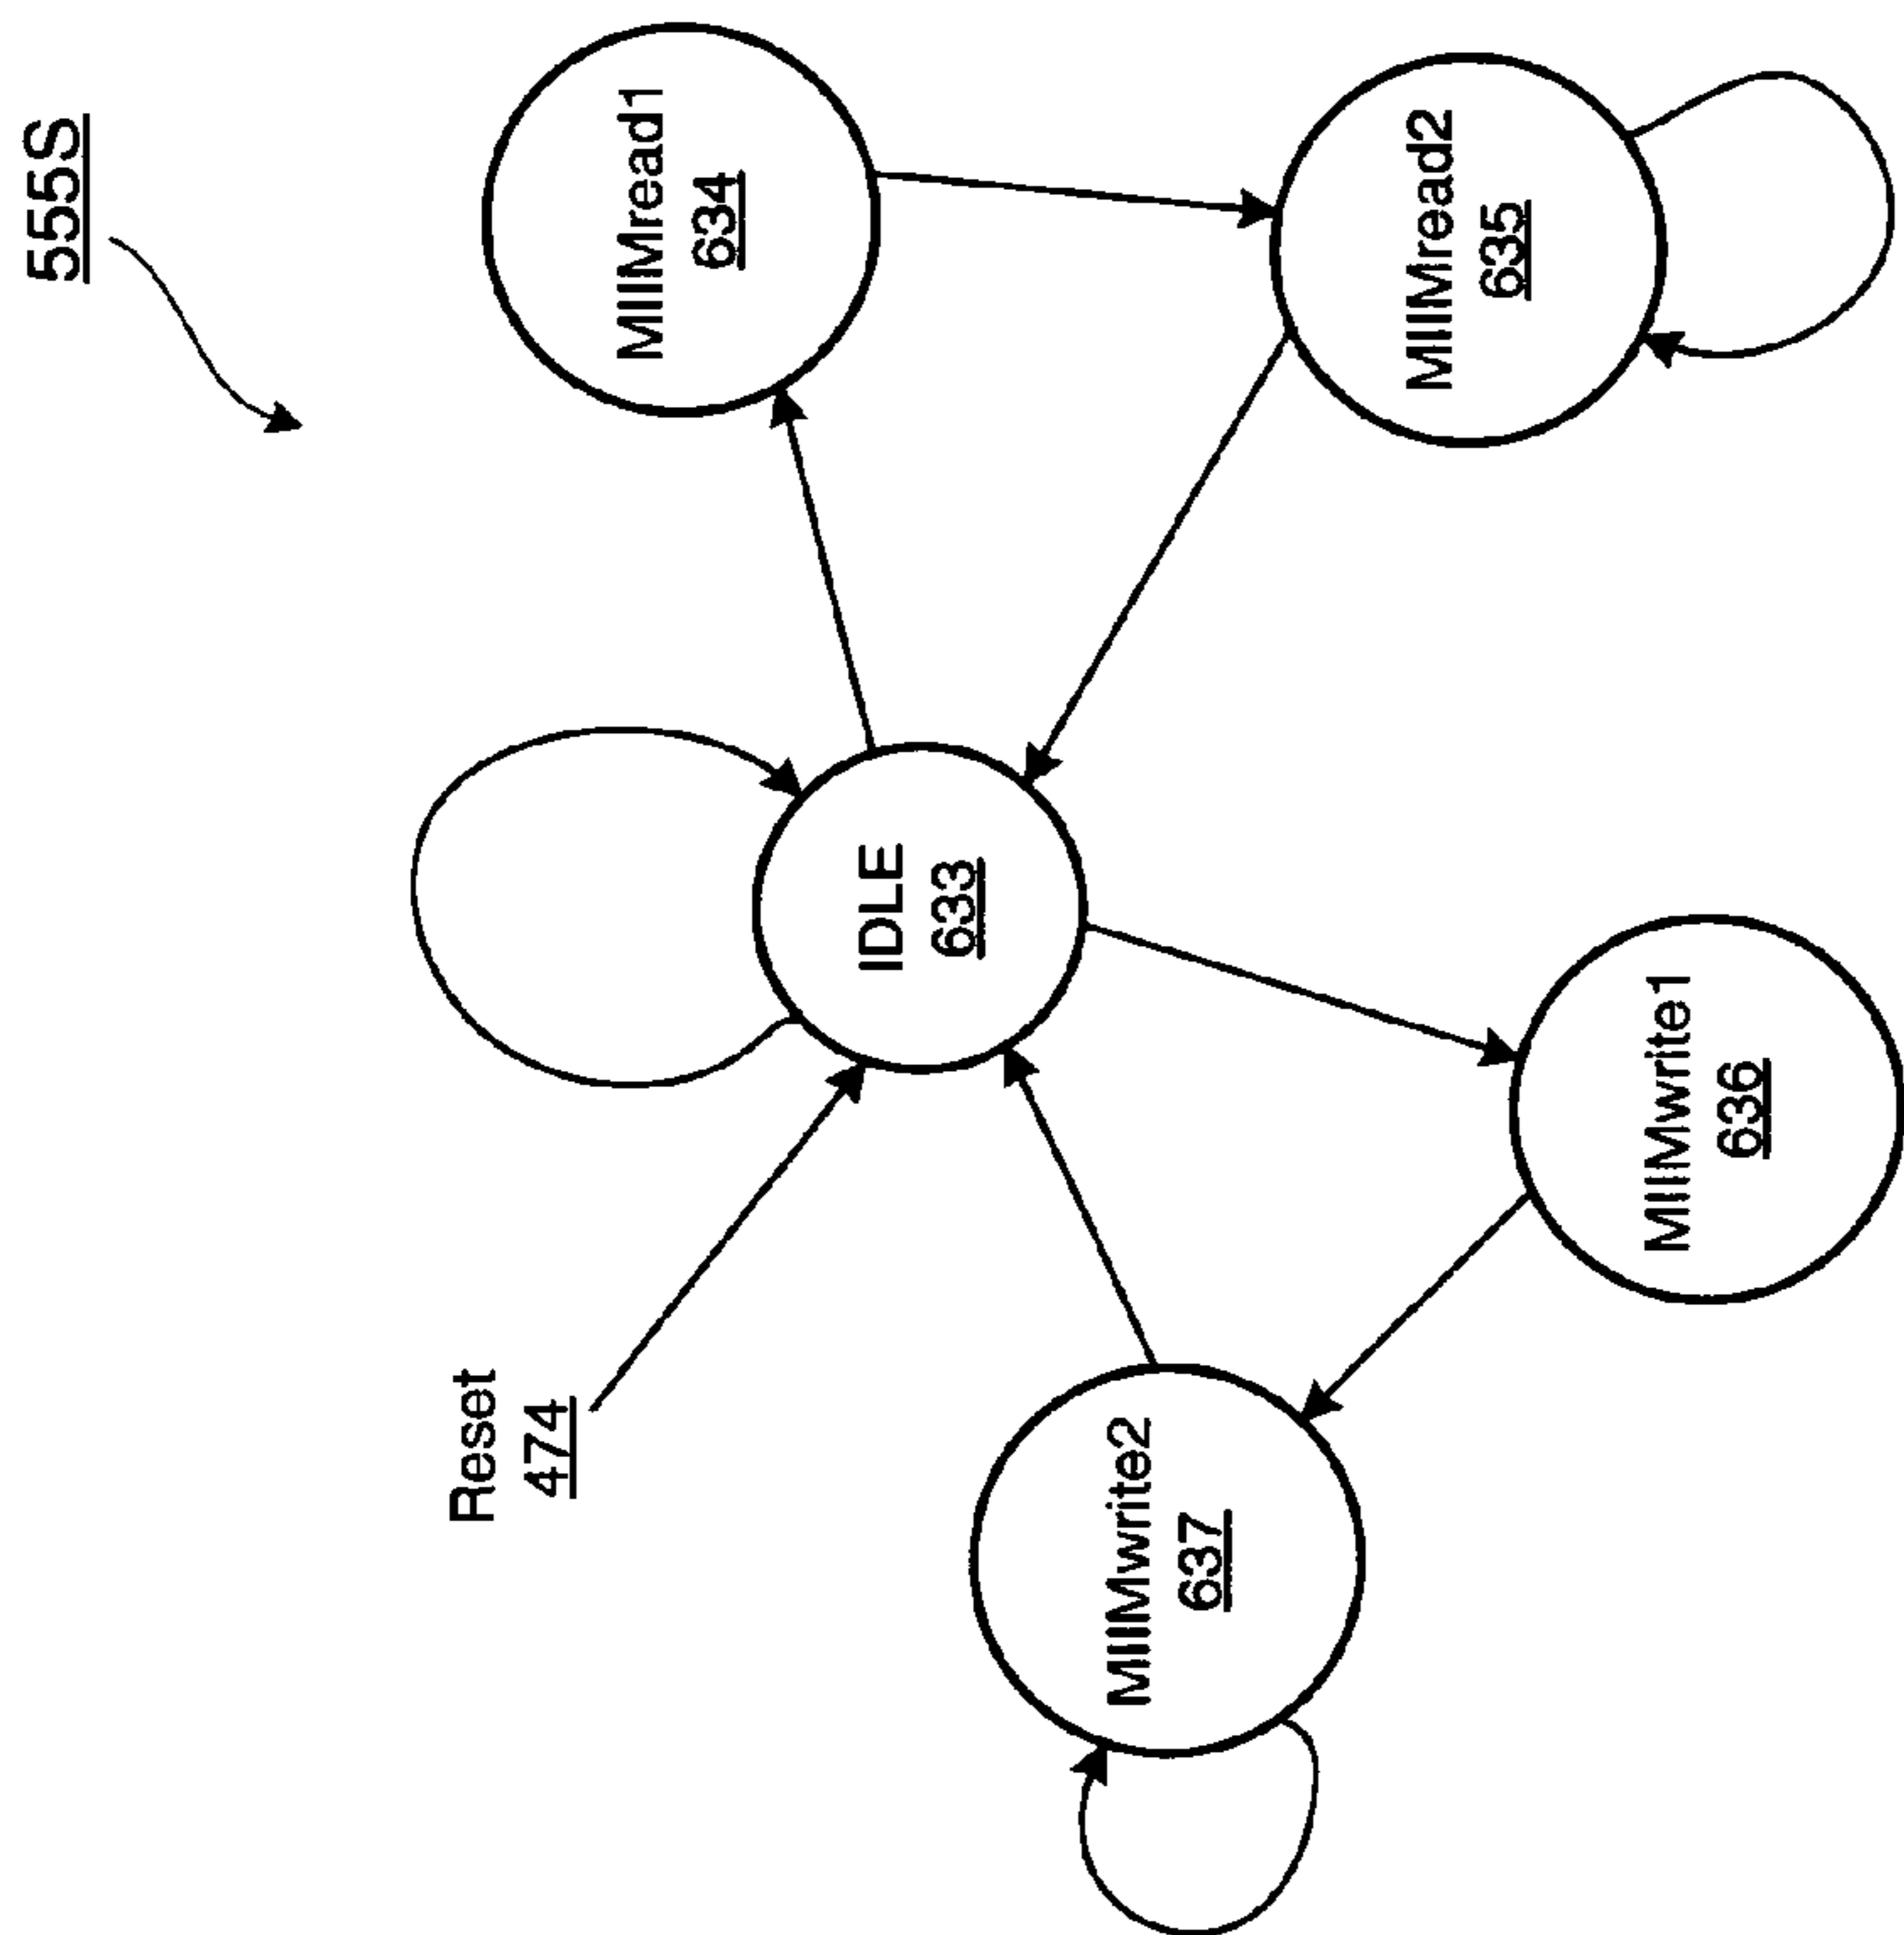 555S
MIIMread1
634
MIIMread2
635
IDLE
633
MIIMwrite1
636
Reset
474
MIIMwrite2
637